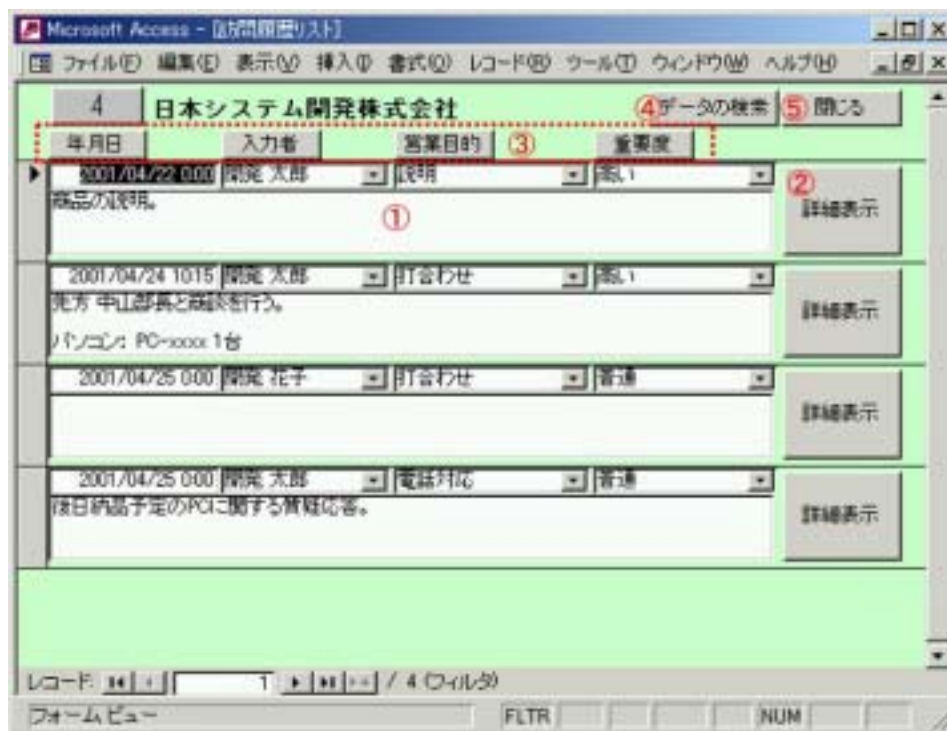 Microsoft Access - [訪問履歴リスト]
ファイル(F) 編集(E) 表示(V) 挿入(I) 書式(O) レコード(R) ツール(T) ウィンドウ(W) ヘルプ(H)
4 日本システム開発株式会社 ④データの検索 ⑤閉じる
年月日 入力者 営業目的 ③ 重要度
2001/04/22 0:00 開発 太郎 説明 高い ②
商品の説明。 ① 詳細表示
2001/04/24 10:15 開発 太郎 打合わせ 高い
先方 中山部長と商談を行う。 詳細表示
パソコン: PC-xxxx 1台
2001/04/25 0:00 開発 花子 打合わせ 普通
詳細表示
2001/04/25 0:00 開発 太郎 電話対応 普通
後日納品予定のPCに関する質疑応答。 詳細表示
レコード: 1 / 4 (フィルタ)
フォーム ビュー FLTR NUM